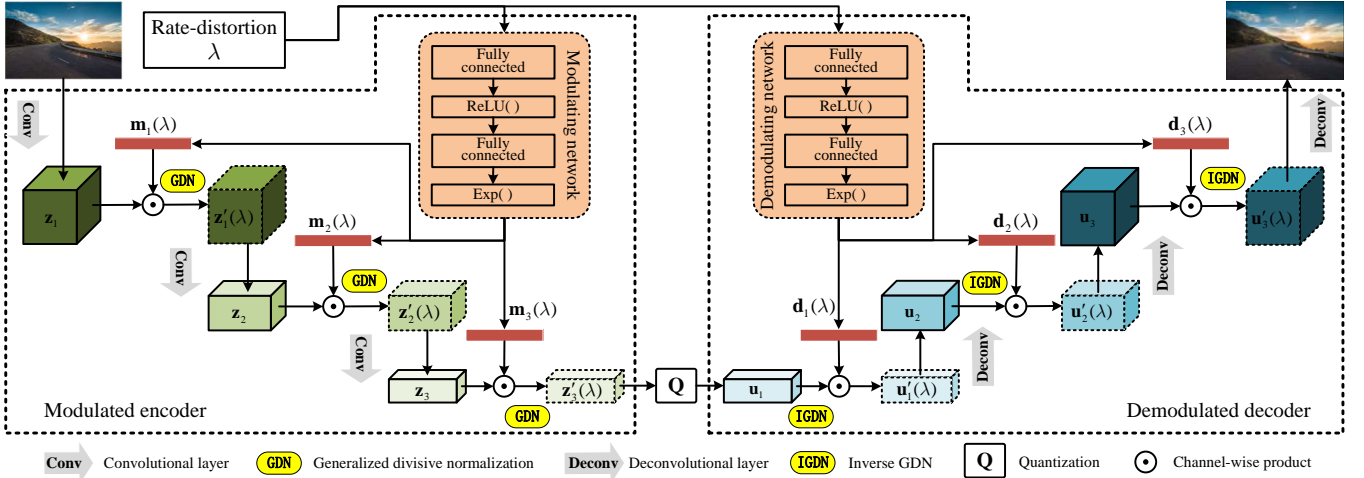 Rate-distortion
λ
Fully
connected
ReLU( )
Fully
connected
Exp( )
Modulating network
Conv
m₁(λ)
GDN
z₁
z′₁(λ)
m₂(λ)
Conv
GDN
z₂
z′₂(λ)
m₃(λ)
Conv
z₃
GDN
z′₃(λ)
Modulated encoder
Q
Demodulating network
Fully
connected
ReLU( )
Fully
connected
Exp( )
d₁(λ)
u₁
IGDN
u′₁(λ)
Deconv
u₂
IGDN
d₂(λ)
u′₂(λ)
Deconv
u₃
d₃(λ)
IGDN
u′₃(λ)
Deconv
Demodulated decoder
Conv Convolutional layer GDN Generalized divisive normalization Deconv Deconvolutional layer IGDN Inverse GDN Q Quantization Channel-wise product